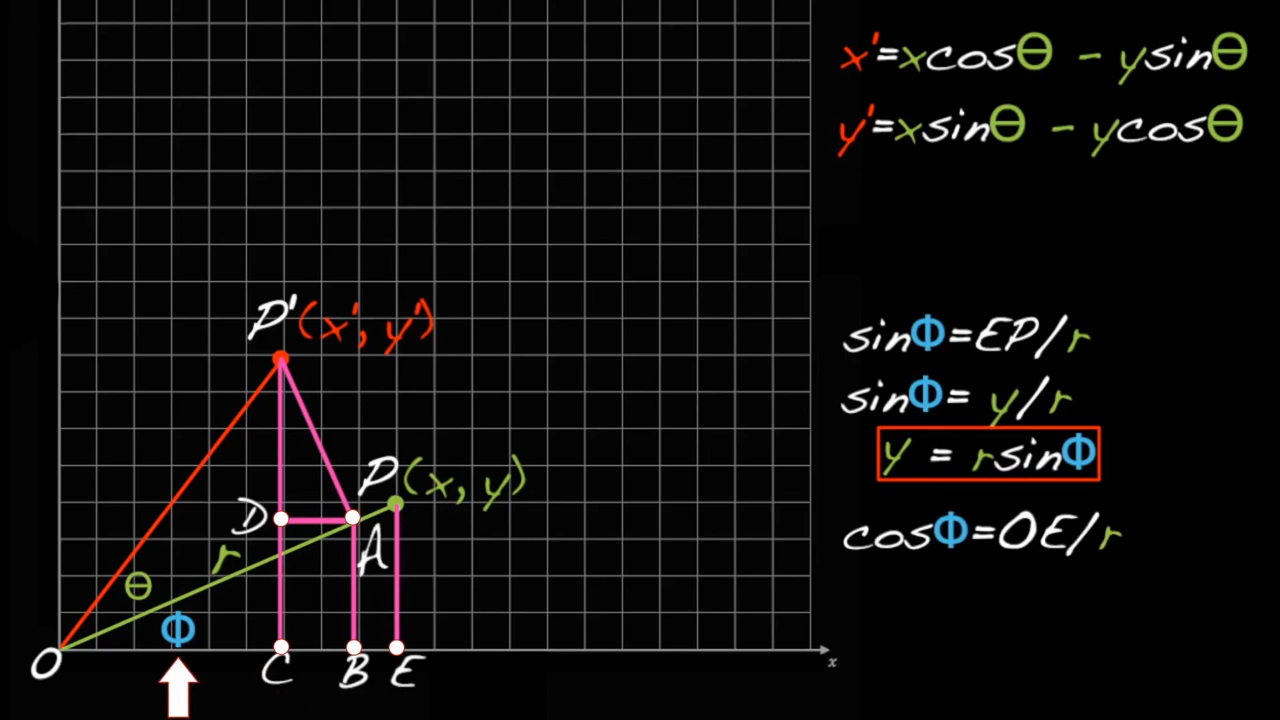 x'=xcosθ - ysinθ
y'=xsinθ - ycosθ
P'(x', y')
sinΦ=EP/r
sinΦ= y/r
y = rsinΦ
P(x, y)
D
A
cosΦ=OE/r
r
θ
Φ
O
C
B
E
x